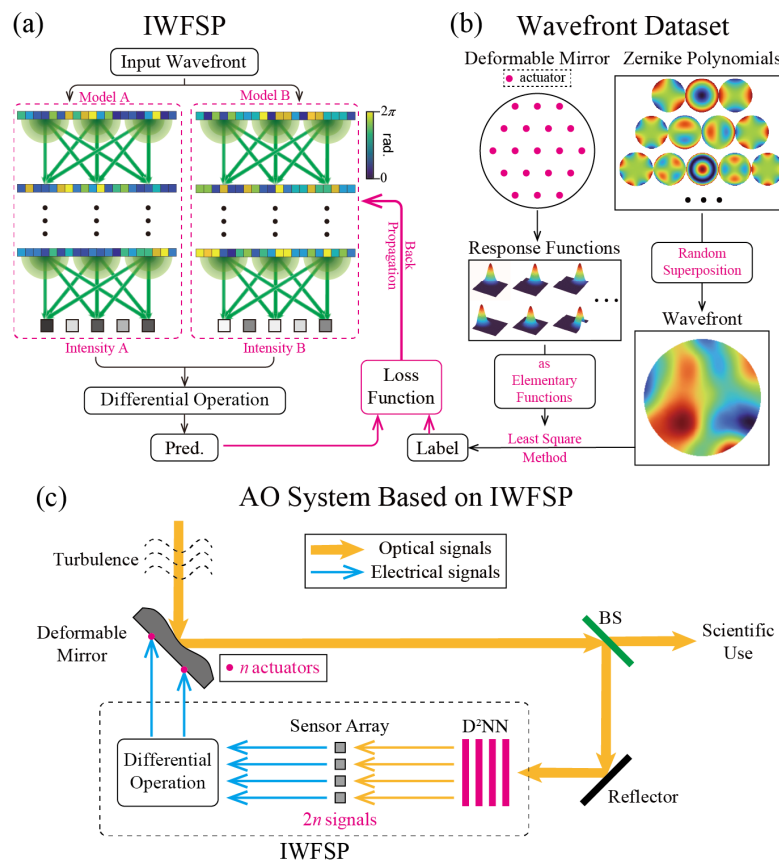 (a)
IWFSP
Input Wavefront
Model A
Model B
2π
rad.
0
Back
Propagation
Intensity A
Intensity B
Differential Operation
Pred.
Loss
Function
Label
(b)
Wavefront Dataset
Deformable Mirror
actuator
Zernike Polynomials
Response Functions
Random
Superposition
Wavefront
as
Elementary
Functions
Least Square
Method
(c)
AO System Based on IWFSP
Turbulence
Optical signals
Electrical signals
Deformable
Mirror
n actuators
BS
Scientific
Use
Sensor Array
D²NN
Differential
Operation
2n signals
Reflector
IWFSP